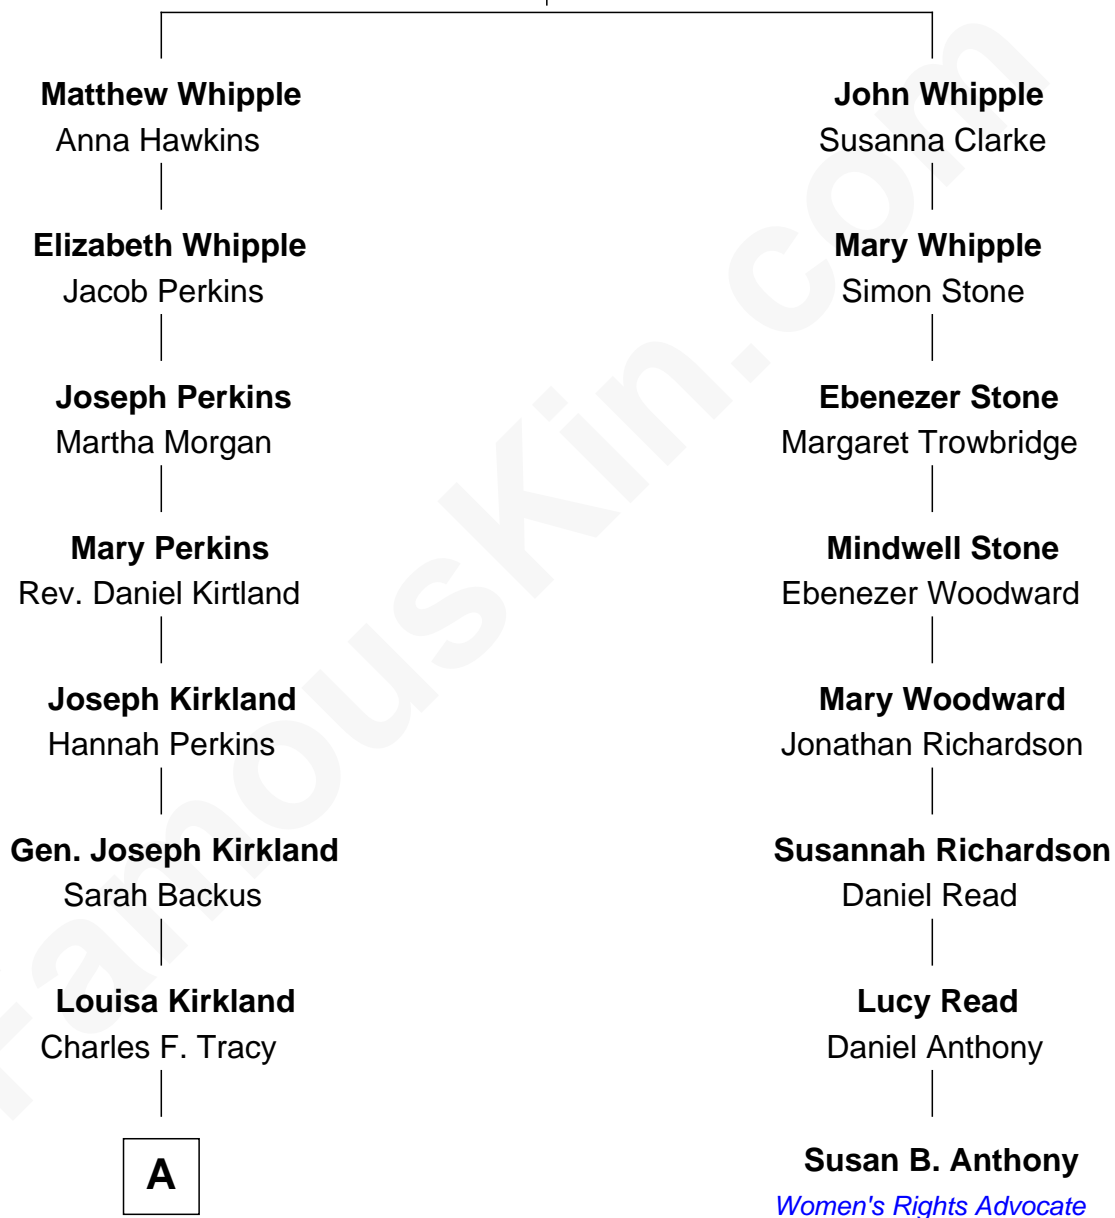 Matthew Whipple
Anna Hawkins
John Whipple
Susanna Clarke
Elizabeth Whipple
Jacob Perkins
Mary Whipple
Simon Stone
Joseph Perkins
Martha Morgan
Ebenezer Stone
Margaret Trowbridge
Mary Perkins
Rev. Daniel Kirtland
Mindwell Stone
Ebenezer Woodward
Joseph Kirkland
Hannah Perkins
Mary Woodward
Jonathan Richardson
Gen. Joseph Kirkland
Sarah Backus
Susannah Richardson
Daniel Read
Louisa Kirkland
Charles F. Tracy
Lucy Read
Daniel Anthony
A
Susan B. Anthony
Women's Rights Advocate
FamousKin.com